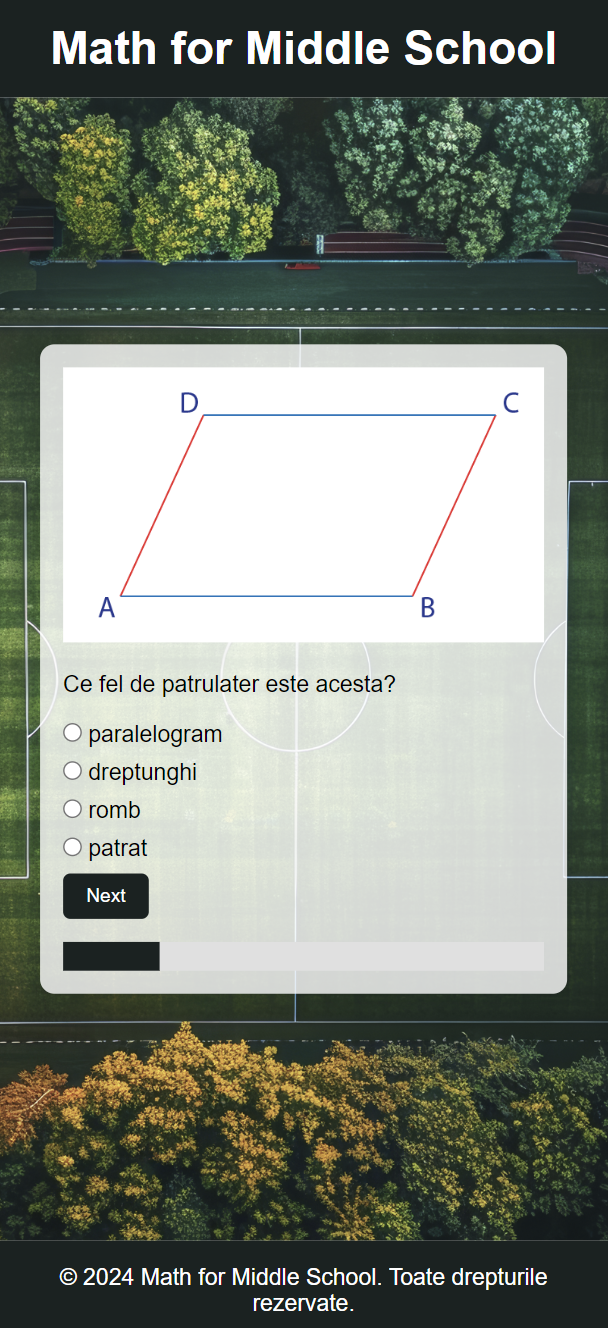 Math for Middle School
D
C
A
B
Ce fel de patrulater este acesta?
paralelogram
dreptunghi
romb
patrat
Next
© 2024 Math for Middle School. Toate drepturile
rezervate.